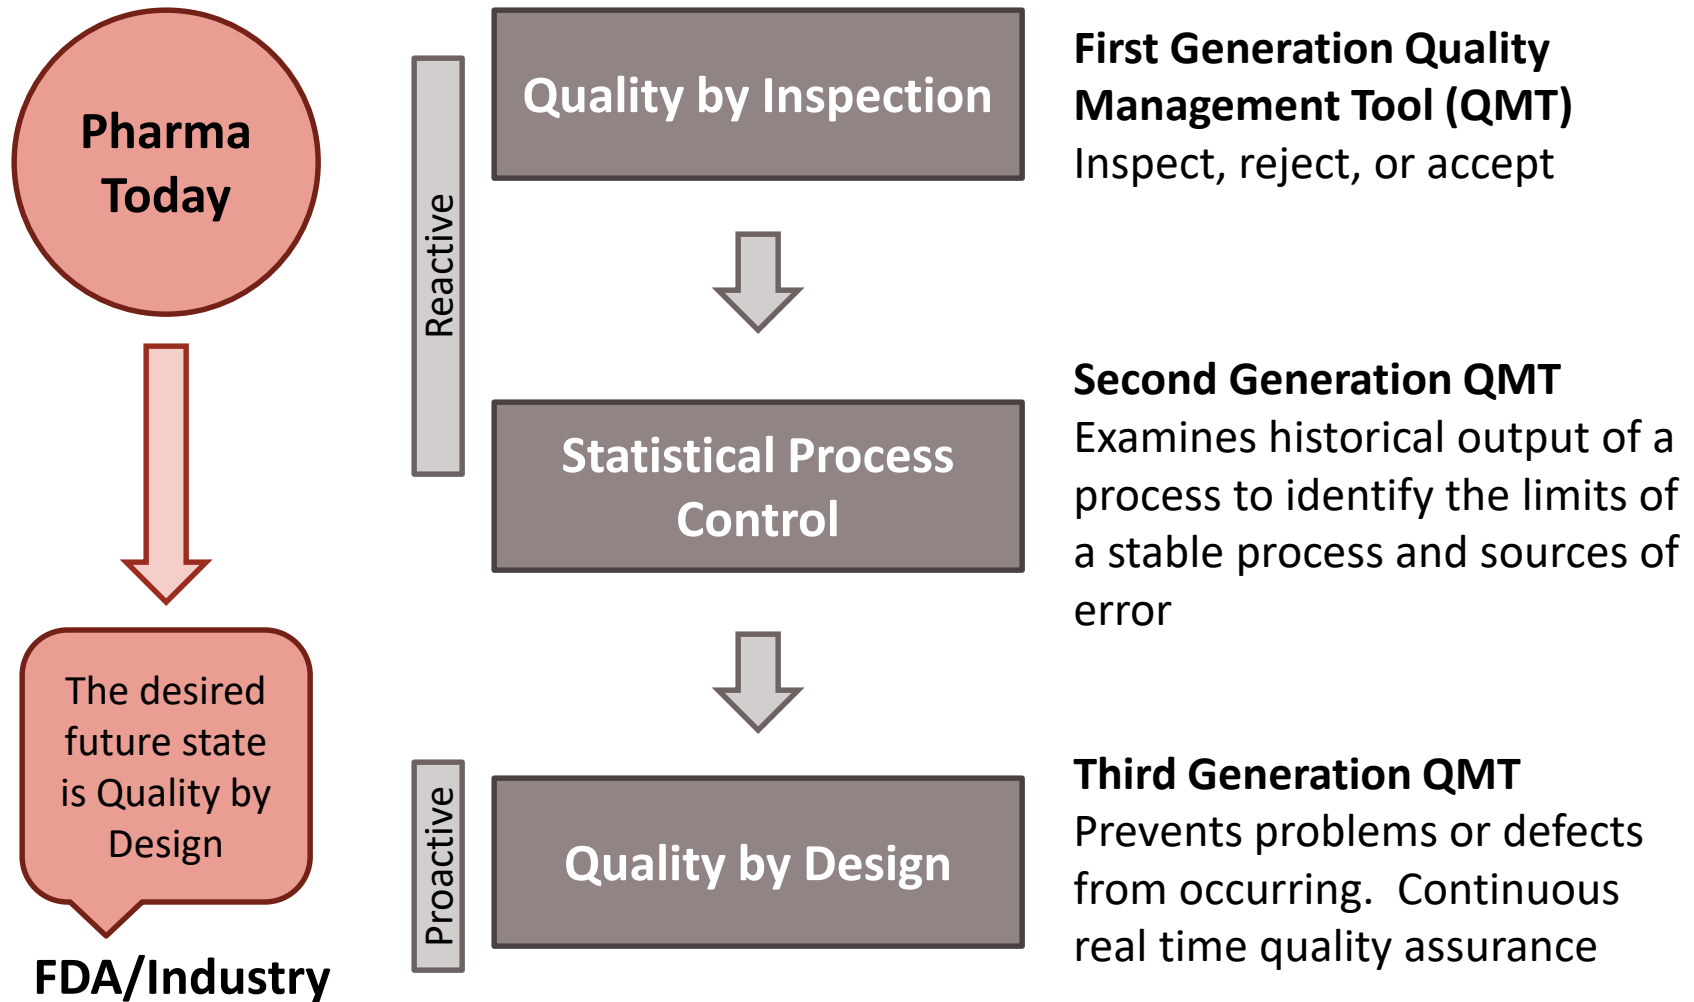 Pharma
Today
The desired
future state
is Quality by
Design
FDA/Industry
Reactive
Proactive
Quality by Inspection
Statistical Process
Control
Quality by Design
First Generation Quality
Management Tool (QMT)
Inspect, reject, or accept
Second Generation QMT
Examines historical output of a
process to identify the limits of
a stable process and sources of
error
Third Generation QMT
Prevents problems or defects
from occurring.  Continuous
real time quality assurance